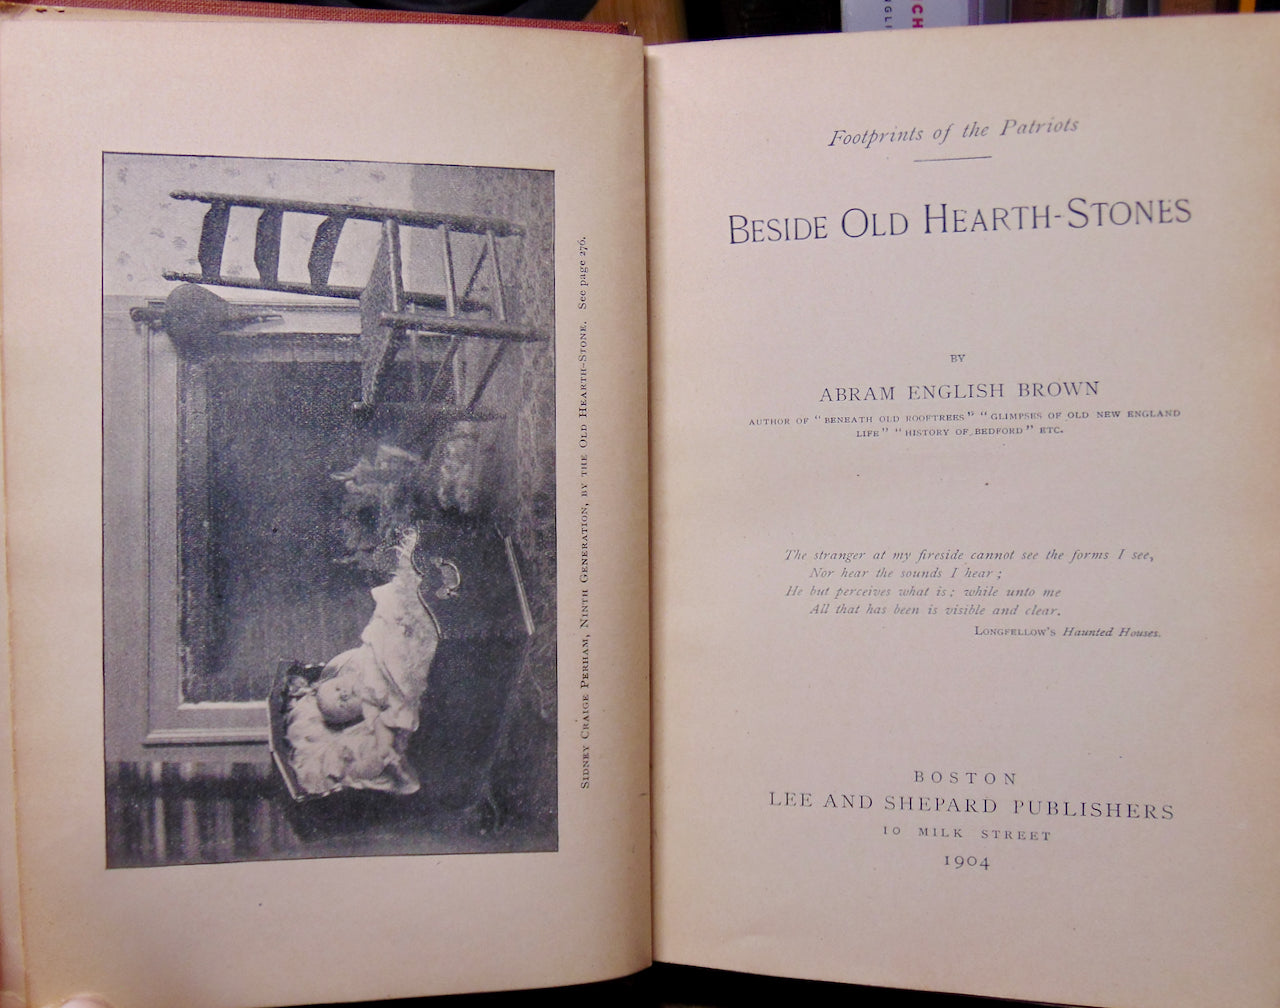 CH
NGLI
SIDNEY CRAIGE PERHAM, NINTH GENERATION, BY THE OLD HEARTH-STONE. See page 276.
Footprints of the Patriots
BESIDE OLD HEARTH-STONES
BY
ABRAM ENGLISH BROWN
AUTHOR OF "BENEATH OLD ROOFTREES" "GLIMPSES OF OLD NEW ENGLAND
LIFE" "HISTORY OF BEDFORD" ETC.
The stranger at my fireside cannot see the forms I see,
Nor hear the sounds I hear;
He but perceives what is; while unto me
All that has been is visible and clear.
LONGFELLOW'S Haunted Houses.
BOSTON
LEE AND SHEPARD PUBLISHERS
10 MILK STREET
1904